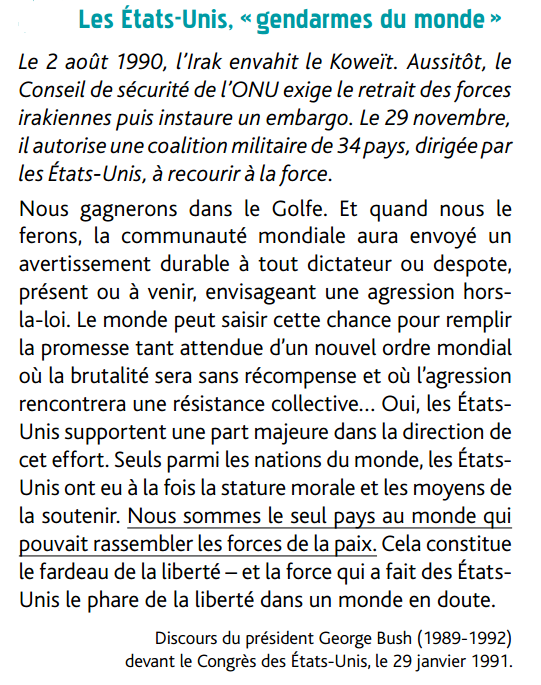 Les États-Unis, « gendarmes du monde »
Le 2 août 1990, l’Irak envahit le Koweït. Aussitôt, le
Conseil de sécurité de l’ONU exige le retrait des forces
irakiennes puis instaure un embargo. Le 29 novembre,
il autorise une coalition militaire de 34 pays, dirigée par
les États-Unis, à recourir à la force.
Nous gagnerons dans le Golfe. Et quand nous le
ferons, la communauté mondiale aura envoyé un
avertissement durable à tout dictateur ou despote,
présent ou à venir, envisageant une agression hors-
la-loi. Le monde peut saisir cette chance pour remplir
la promesse tant attendue d’un nouvel ordre mondial
où la brutalité sera sans récompense et où l’agression
rencontrera une résistance collective… Oui, les États-
Unis supportent une part majeure dans la direction de
cet effort. Seuls parmi les nations du monde, les États-
Unis ont eu à la fois la stature morale et les moyens de
la soutenir. Nous sommes le seul pays au monde qui
pouvait rassembler les forces de la paix. Cela constitue
le fardeau de la liberté – et la force qui a fait des États-
Unis le phare de la liberté dans un monde en doute.
Discours du président George Bush (1989-1992)
devant le Congrès des États-Unis, le 29 janvier 1991.